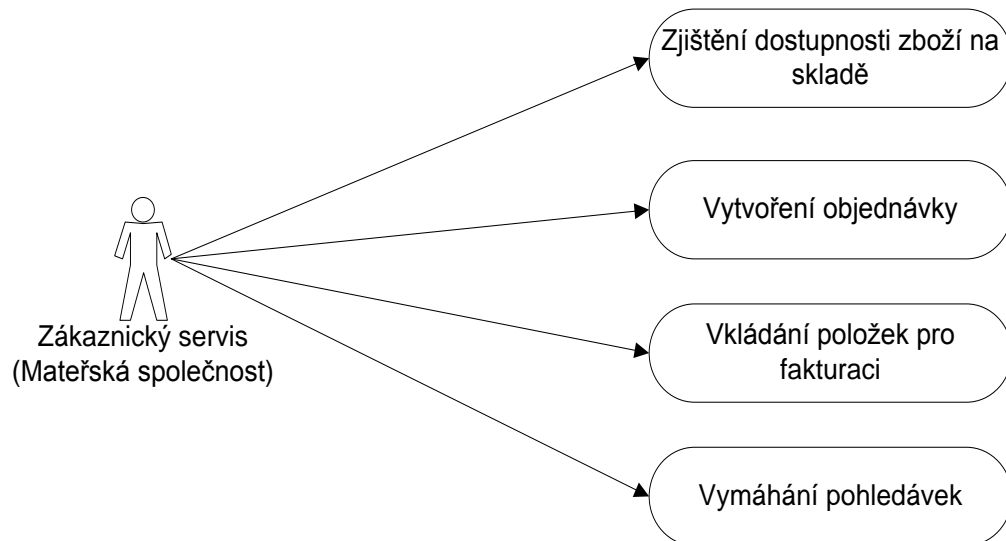 Zjištění dostupnosti zboží na
skladě
Vytvoření objednávky
Zákaznický servis
(Mateřská společnost)
Vkládání položek pro
fakturaci
Vymáhání pohledávek